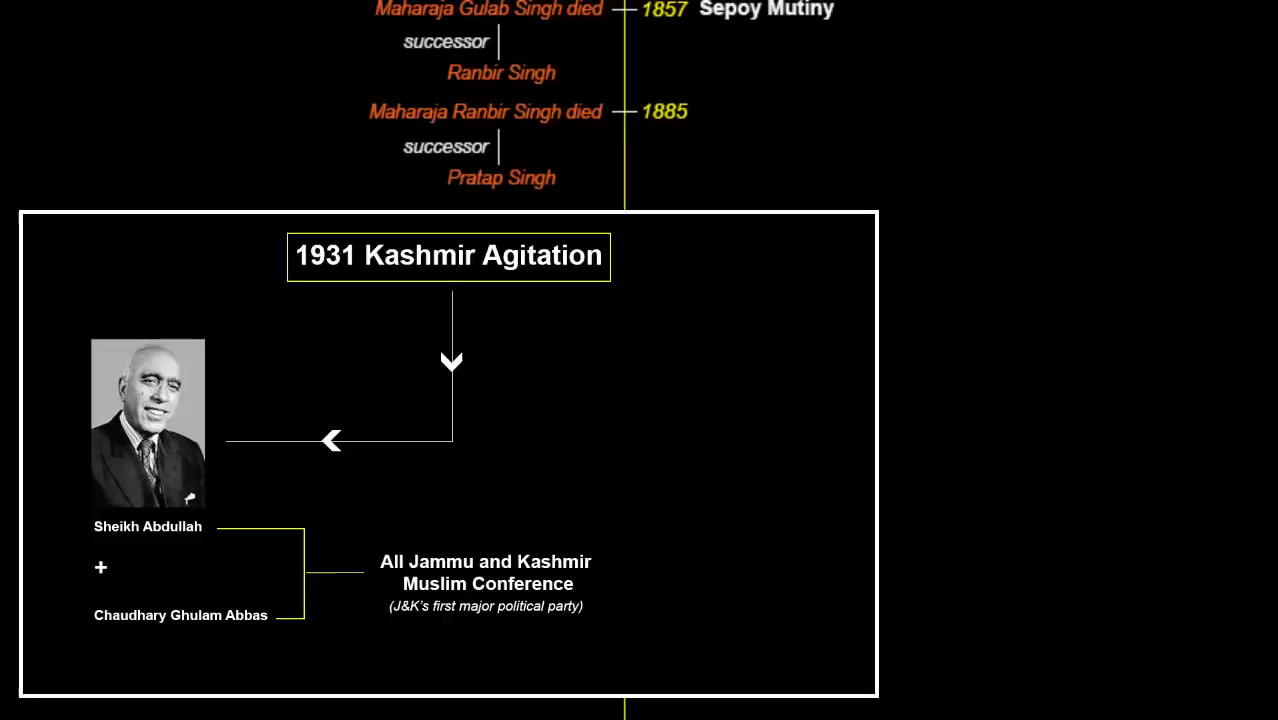 Maharaja Gulab Singh died 1857 Sepoy Mutiny
successor
Ranbir Singh
Maharaja Ranbir Singh died 1885
successor
Pratap Singh
1931 Kashmir Agitation
Sheikh Abdullah
+
Chaudhary Ghulam Abbas
All Jammu and Kashmir
Muslim Conference
(J&K's first major political party)